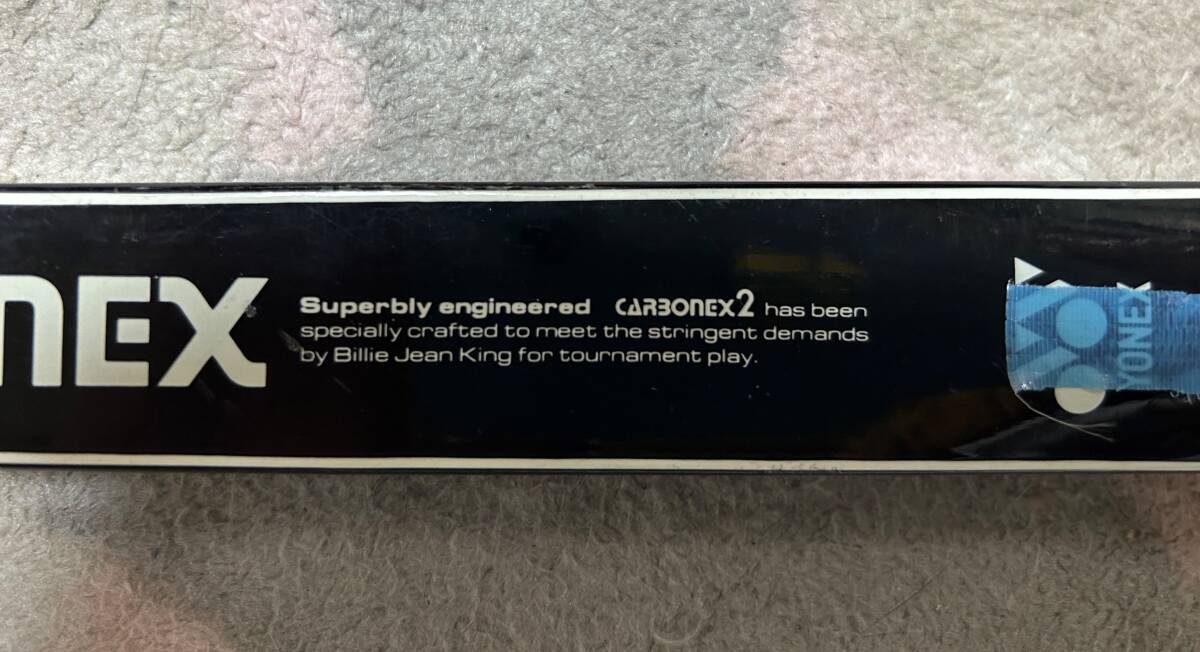 NEX
Superbly engineered CARBONEX2 has been
specially crafted to meet the stringent demands
by Billie Jean King for tournament play.
YONEX